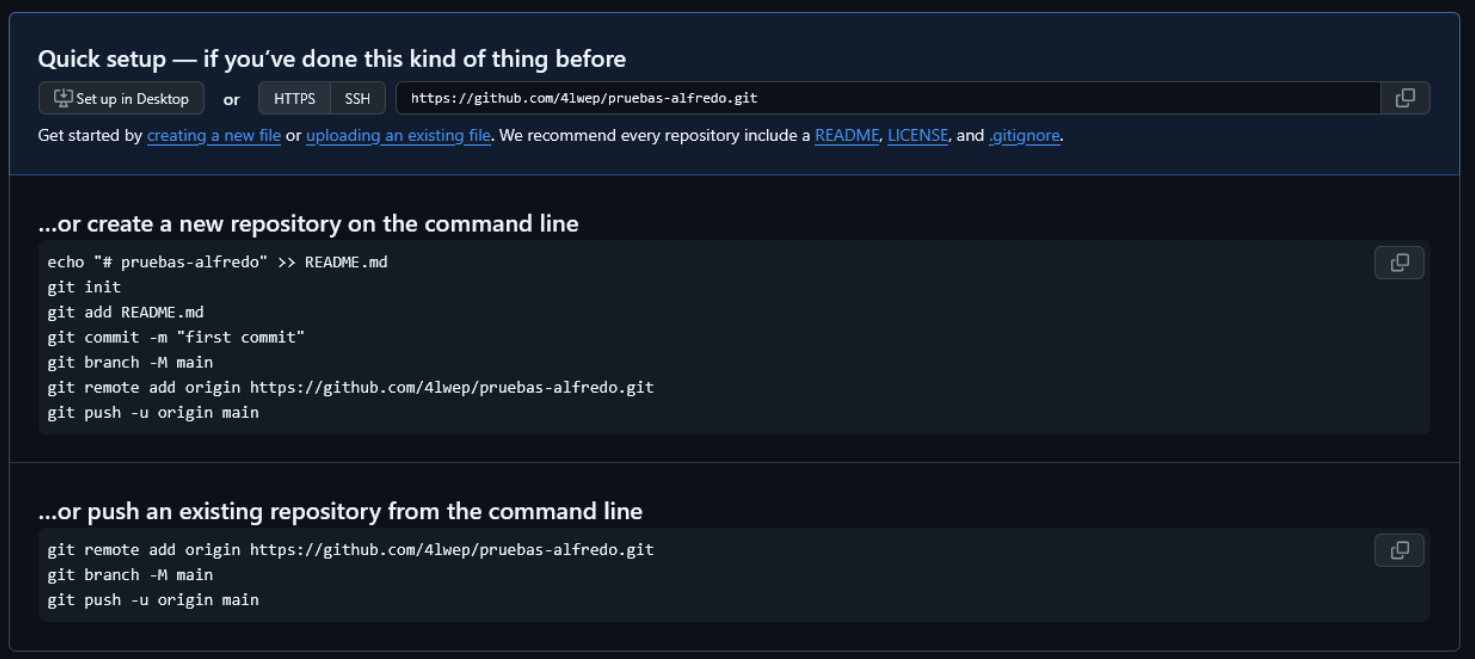 Quick setup — if you’ve done this kind of thing before
Set up in Desktop or HTTPS SSH https://github.com/4lwep/pruebas-alfredo.git
Get started by creating a new file or uploading an existing file. We recommend every repository include a README, LICENSE, and .gitignore.
…or create a new repository on the command line
echo "# pruebas-alfredo" >> README.md
git init
git add README.md
git commit -m "first commit"
git branch -M main
git remote add origin https://github.com/4lwep/pruebas-alfredo.git
git push -u origin main
…or push an existing repository from the command line
git remote add origin https://github.com/4lwep/pruebas-alfredo.git
git branch -M main
git push -u origin main